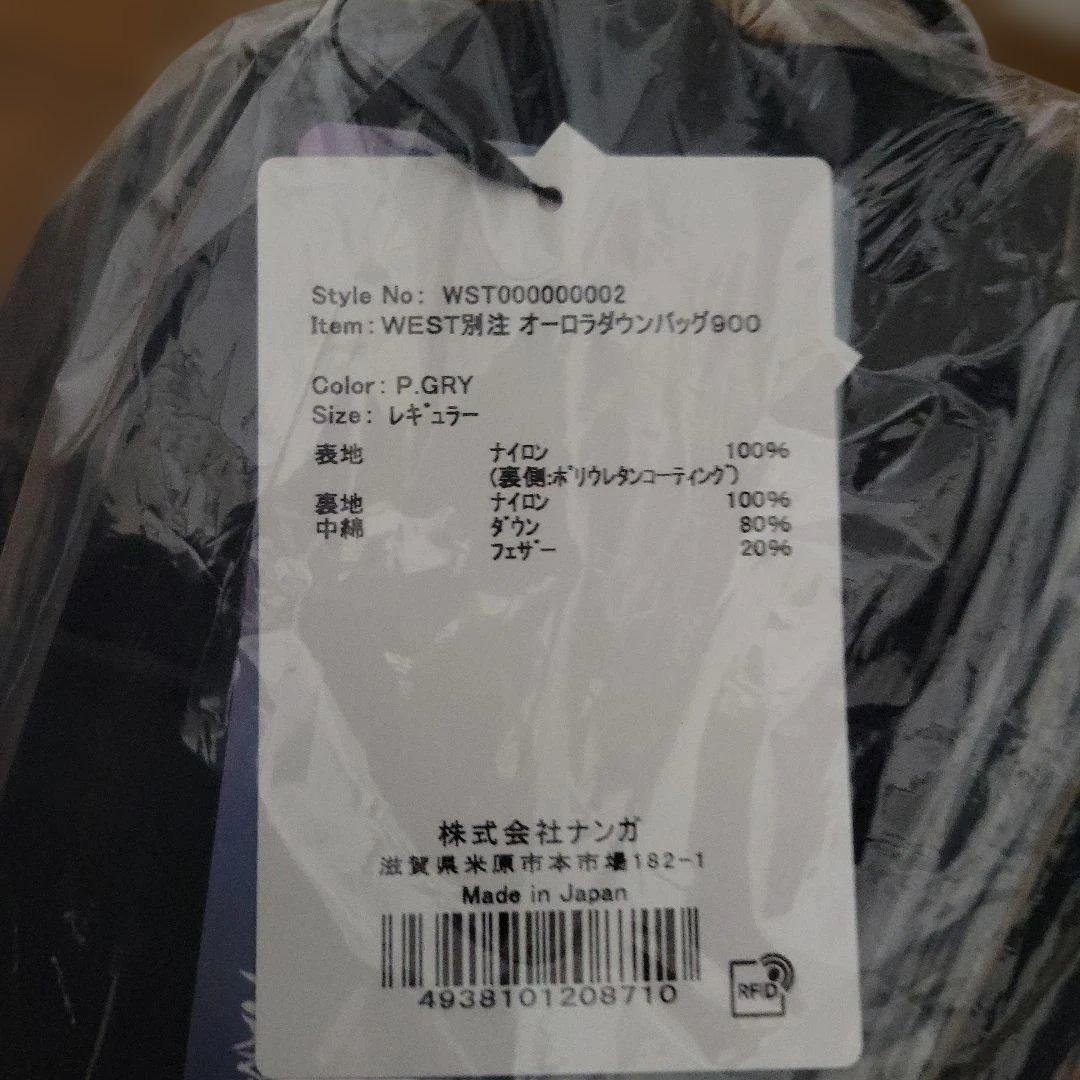 Style No: WST000000002
Item:WEST別注 オーロラダウンバッグ900
Color: P.GRY
Size: レギュラー
表地 ナイロン 100%
(裏側:ポリウレタンコーティング)
裏地 ナイロン 100%
中綿 ダウン 80%
フェザー 20%
株式会社ナンガ
滋賀県米原市本市場182-1
Made in Japan
4938101208710
RFID